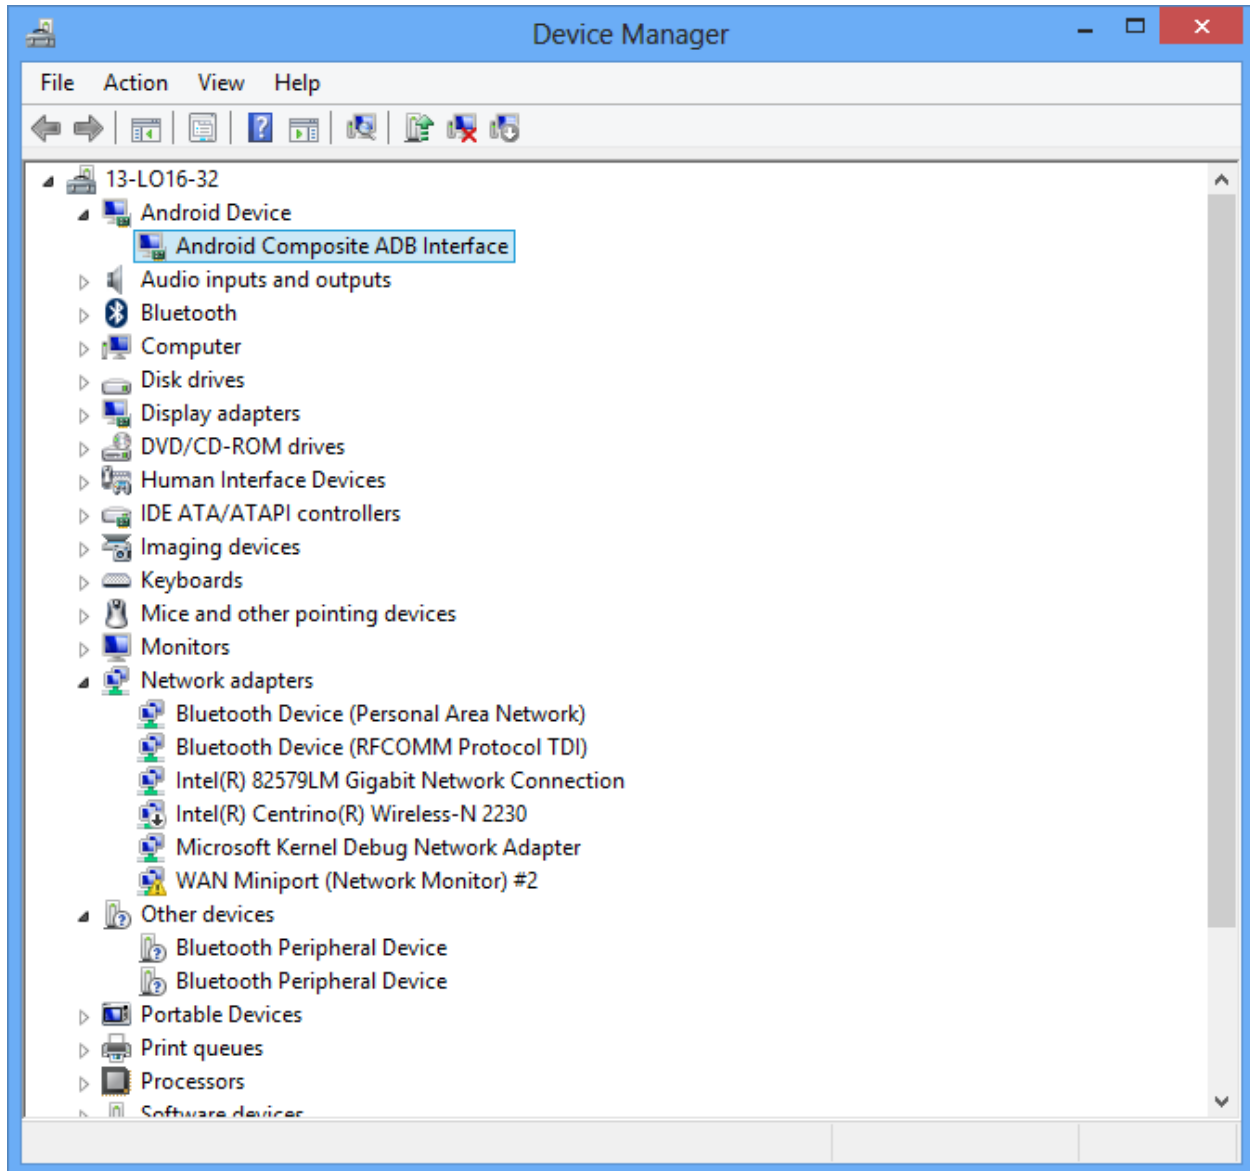 Device Manager
File Action View Help
13-LO16-32
Android Device
Android Composite ADB Interface
Audio inputs and outputs
Bluetooth
Computer
Disk drives
Display adapters
DVD/CD-ROM drives
Human Interface Devices
IDE ATA/ATAPI controllers
Imaging devices
Keyboards
Mice and other pointing devices
Monitors
Network adapters
Bluetooth Device (Personal Area Network)
Bluetooth Device (RFCOMM Protocol TDI)
Intel(R) 82579LM Gigabit Network Connection
Intel(R) Centrino(R) Wireless-N 2230
Microsoft Kernel Debug Network Adapter
WAN Miniport (Network Monitor) #2
Other devices
Bluetooth Peripheral Device
Bluetooth Peripheral Device
Portable Devices
Print queues
Processors
Software devices